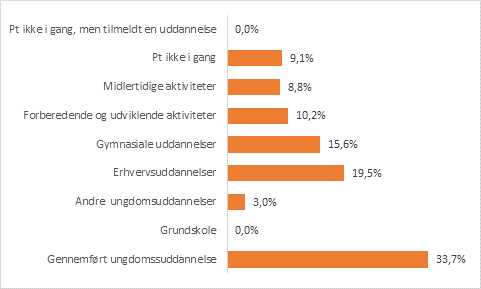 Pt ikke i gang, men tilmeldt en uddannelse 0,0%
Pt ikke i gang 9,1%
Midlertidige aktiviteter 8,8%
Forberedende og udviklende aktiviteter 10,2%
Gymnasiale uddannelser 15,6%
Erhvervsuddannelser 19,5%
Andre ungdomsuddannelser 3,0%
Grundskole 0,0%
Gennemført ungdomssuddannelse 33,7%